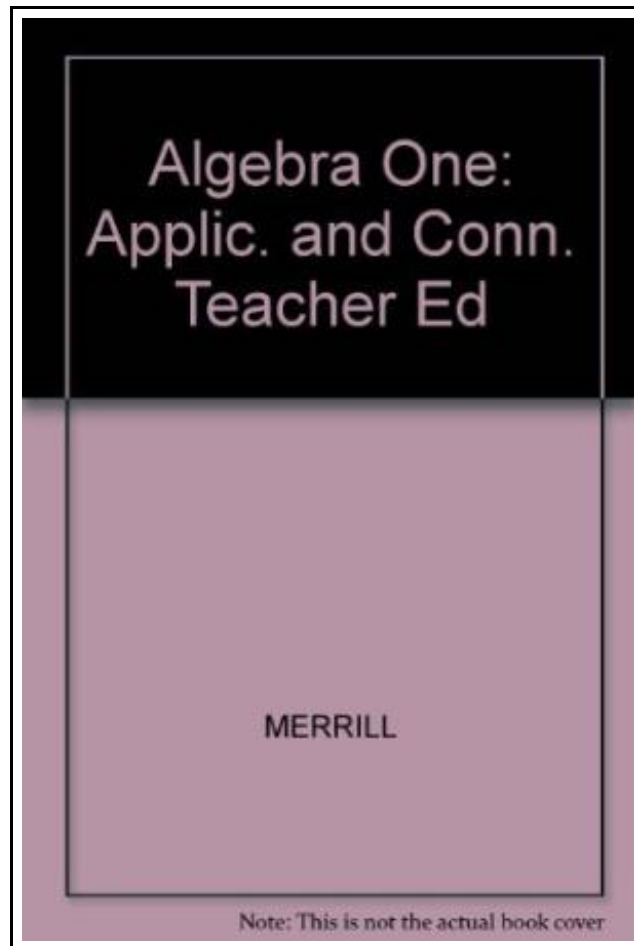 Algebra One:
Applic. and Conn.
Teacher Ed
MERRILL
Note: This is not the actual book cover